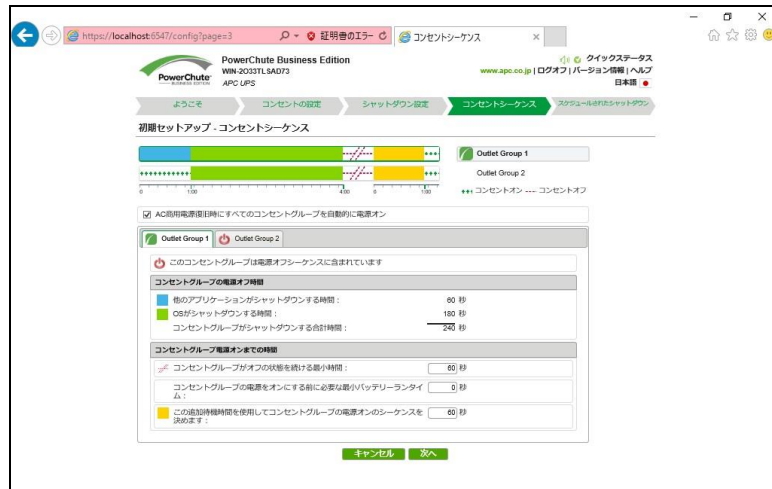 https://localhost:6547/config?page=3
証明書のエラー
コンセントシーケンス
PowerChute
BUSINESS EDITION
PowerChute Business Edition
WIN-2O33TLSAD73
APC UPS
クイックステータス
www.apc.co.jp | ログオフ | バージョン情報 | ヘルプ
日本語
ようこそ
コンセントの設定
シャットダウン設定
コンセントシーケンス
スケジュールされたシャットダウン
初期セットアップ - コンセントシーケンス
Outlet Group 1
Outlet Group 2
0 1:00 4:00 0 1:00
コンセントオン ---- コンセントオフ
AC商用電源復旧時にすべてのコンセントグループを自動的に電源オン
Outlet Group 1 Outlet Group 2
このコンセントグループは電源オフシーケンスに含まれています
コンセントグループの電源オフ時間
他のアプリケーションがシャットダウンする時間： 60 秒
OSがシャットダウンする時間： 180 秒
コンセントグループがシャットダウンする合計時間： 240 秒
コンセントグループ電源オンまでの時間
コンセントグループがオフの状態を続ける最小時間： 60 秒
コンセントグループの電源をオンにする前に必要な最小バッテリーランタイ 0 秒
ム：
この追加待機時間を使用してコンセントグループの電源オンのシーケンスを 60 秒
決めます：
キャンセル 次へ